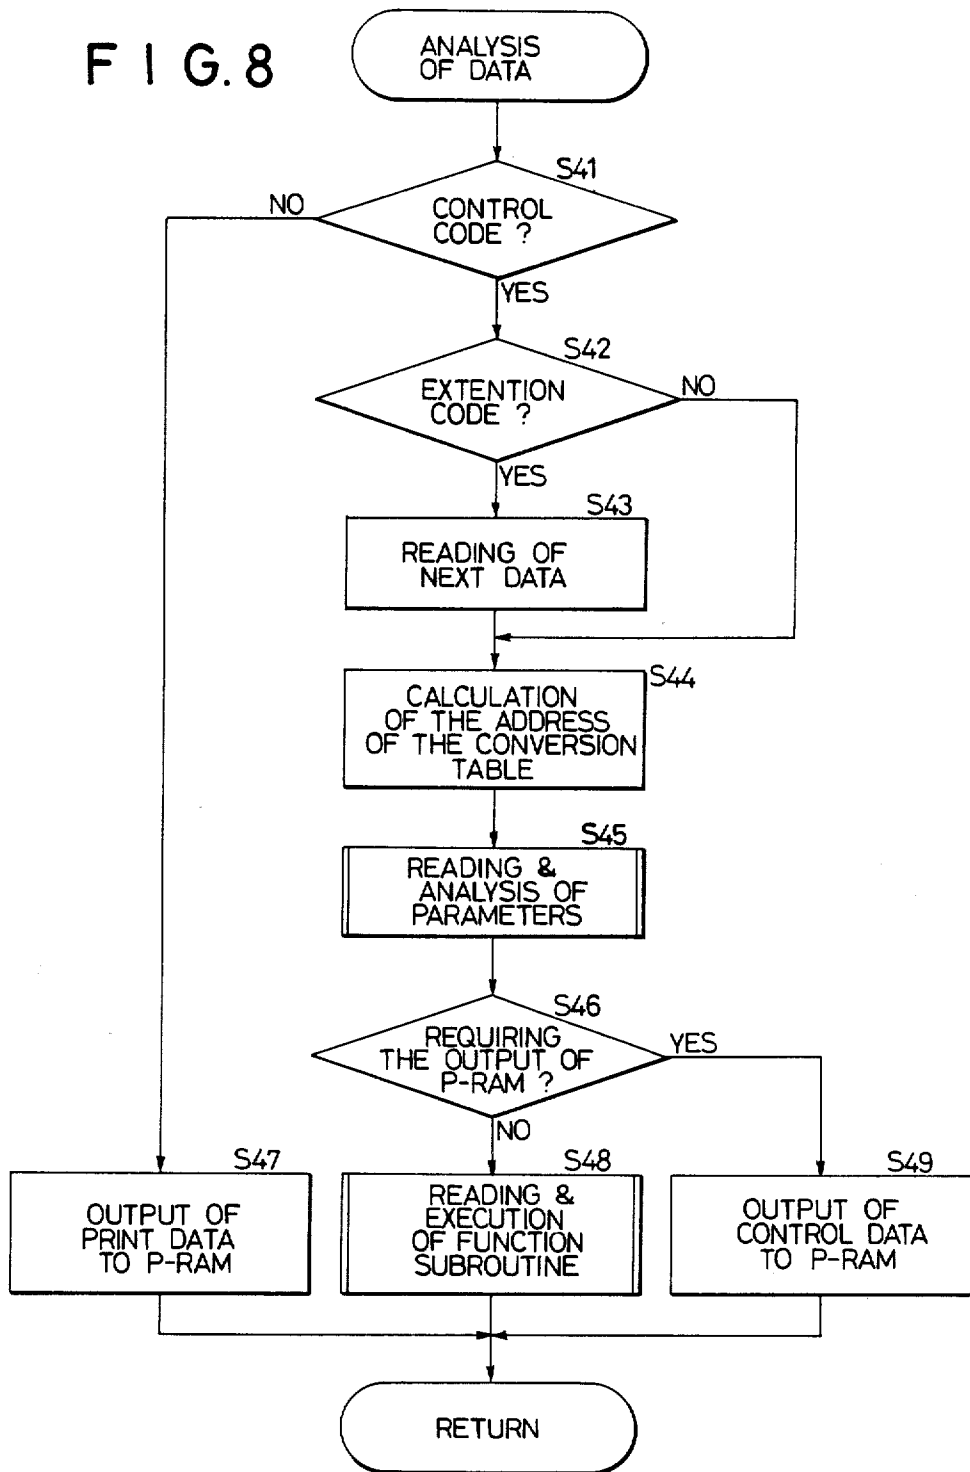 FIG. 8
ANALYSIS
OF DATA
S41
NO
CONTROL
CODE ?
YES
S42
NO
EXTENTION
CODE ?
YES
S43
READING OF
NEXT DATA
S44
CALCULATION
OF THE ADDRESS
OF THE CONVERSION
TABLE
S45
READING &
ANALYSIS OF
PARAMETERS
S46
REQUIRING
THE OUTPUT OF
P-RAM ?
YES
NO
S47
OUTPUT OF
PRINT DATA
TO P-RAM
S48
READING &
EXECUTION
OF FUNCTION
SUBROUTINE
S49
OUTPUT OF
CONTROL DATA
TO P-RAM
RETURN